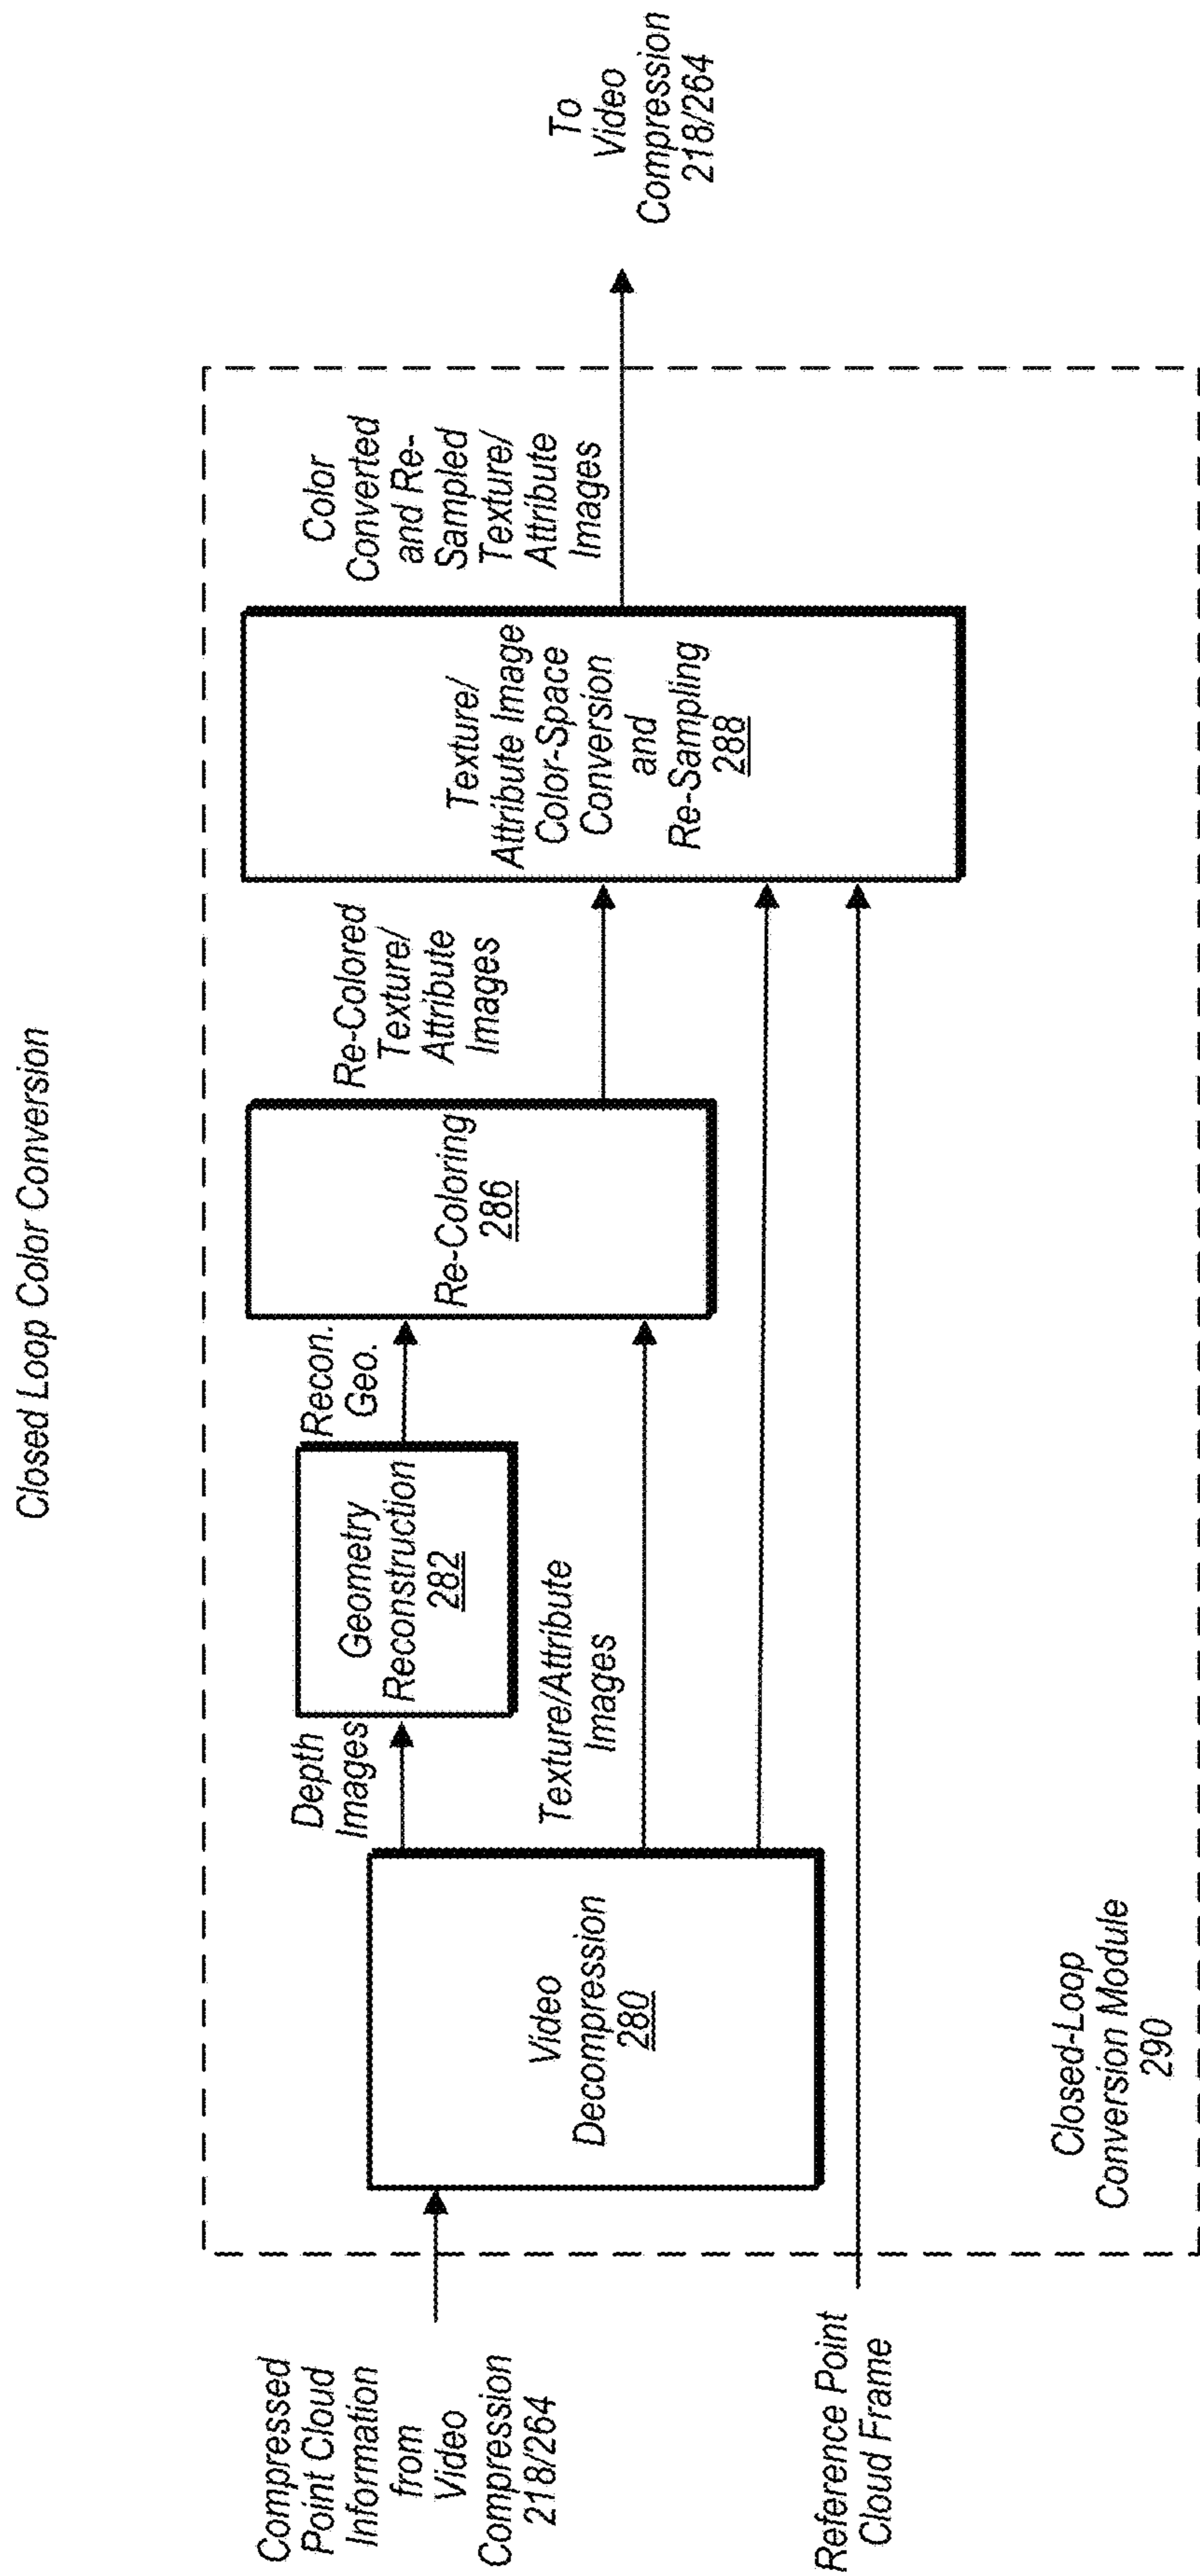 Closed Loop Color Conversion
Compressed
Point Cloud
Information
from
Video
Compression
218/264
Reference Point
Cloud Frame
Video
Decompression
280
Depth
Images
Geometry
Reconstruction
282
Texture/Attribute
Images
Recon.
Geo.
Re-Coloring
286
Re-Colored
Texture/
Attribute
Images
Texture/
Attribute Image
Color-Space
Conversion
and
Re-Sampling
288
Color
Converted
and Re-
Sampled
Texture/
Attribute
Images
To
Video
Compression
218/264
Closed-Loop
Conversion Module
290